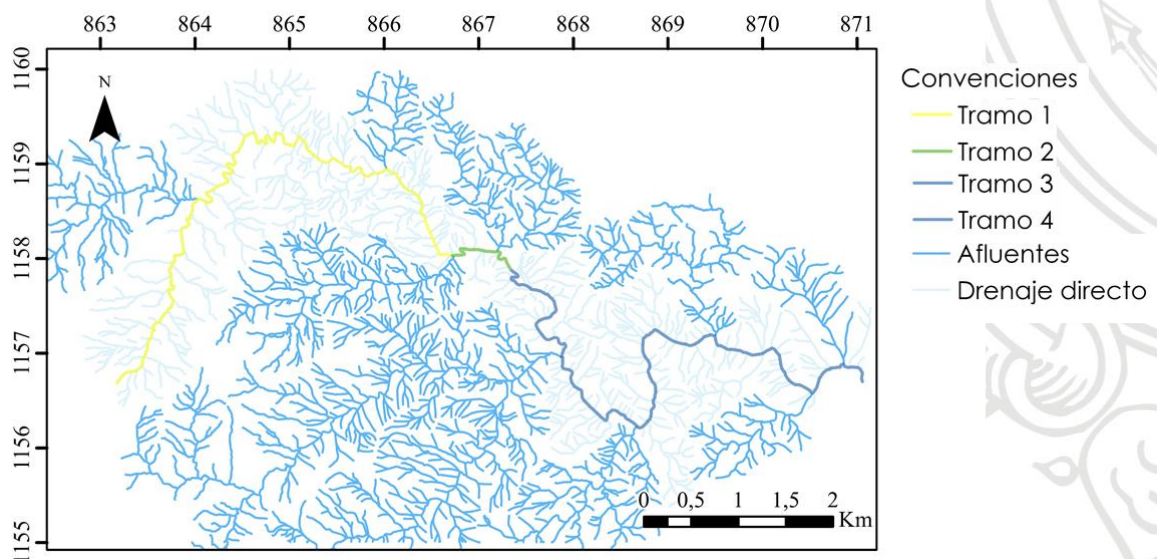 863 864 865 866 867 868 869 870 871
1160
1159
1158
1157
1156
1155
N
0 0,5 1 1,5 2
Km
Convenciones
Tramo 1
Tramo 2
Tramo 3
Tramo 4
Afluentes
Drenaje directo